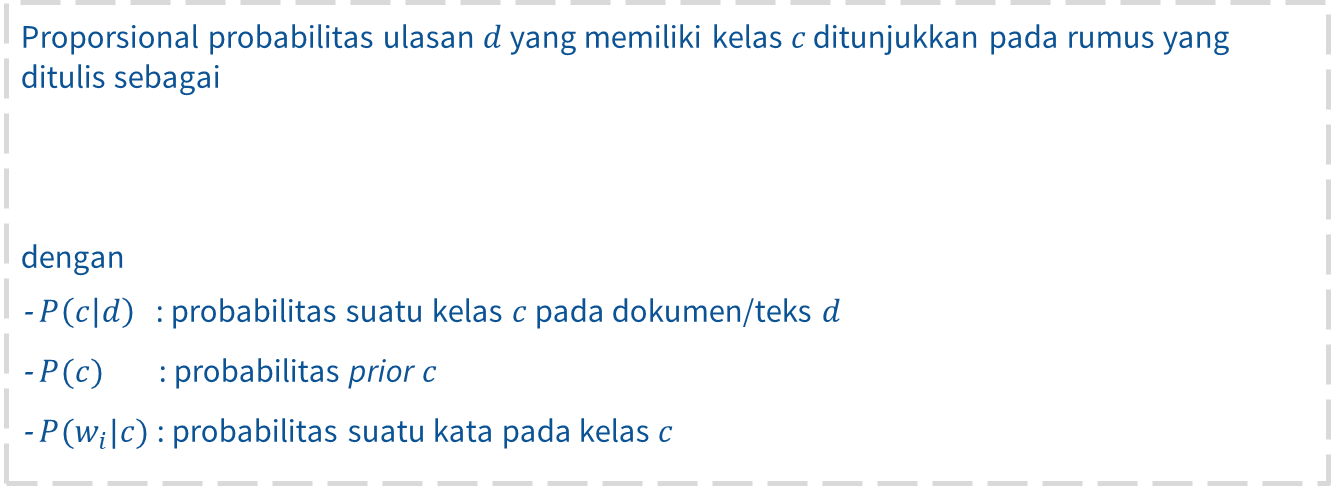 Proporsional probabilitas ulasan d yang memiliki kelas c ditunjukkan pada rumus yang
ditulis sebagai
dengan
- P(c|d) : probabilitas suatu kelas c pada dokumen/teks d
- P(c) : probabilitas prior c
- P(wᵢ|c) : probabilitas suatu kata pada kelas c